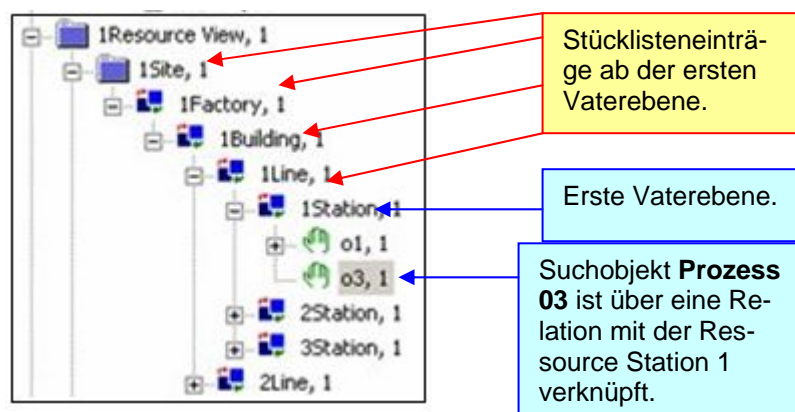 1Resource View, 1
1Site, 1
1Factory, 1
1Building, 1
1Line, 1
1Station, 1
o1, 1
o3, 1
2Station, 1
3Station, 1
2Line, 1
Stücklisteneinträ-
ge ab der ersten
Vaterebene.
Erste Vaterebene.
Suchobjekt Prozess
03 ist über eine Re-
lation mit der Res-
source Station 1
verknüpft.